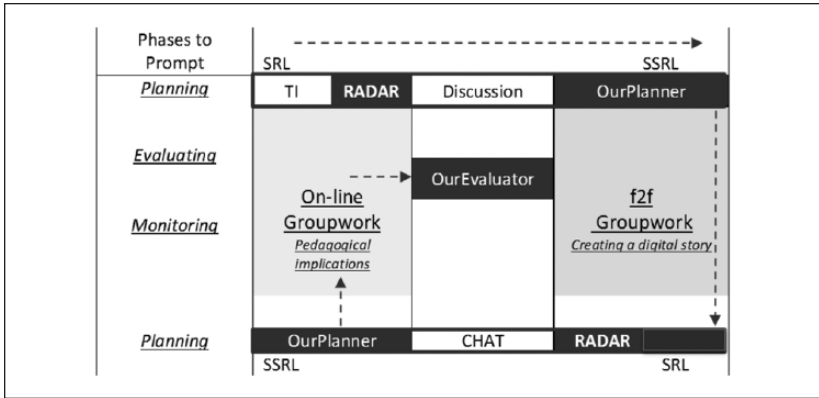 Phases to
Prompt
SRL
SSRL
Planning
TI
RADAR
Discussion
OurPlanner
Evaluating
OurEvaluator
On-line
Groupwork
Pedagogical
implications
f2f
Groupwork
Creating a digital story
Monitoring
Planning
OurPlanner
CHAT
RADAR
SSRL
SRL